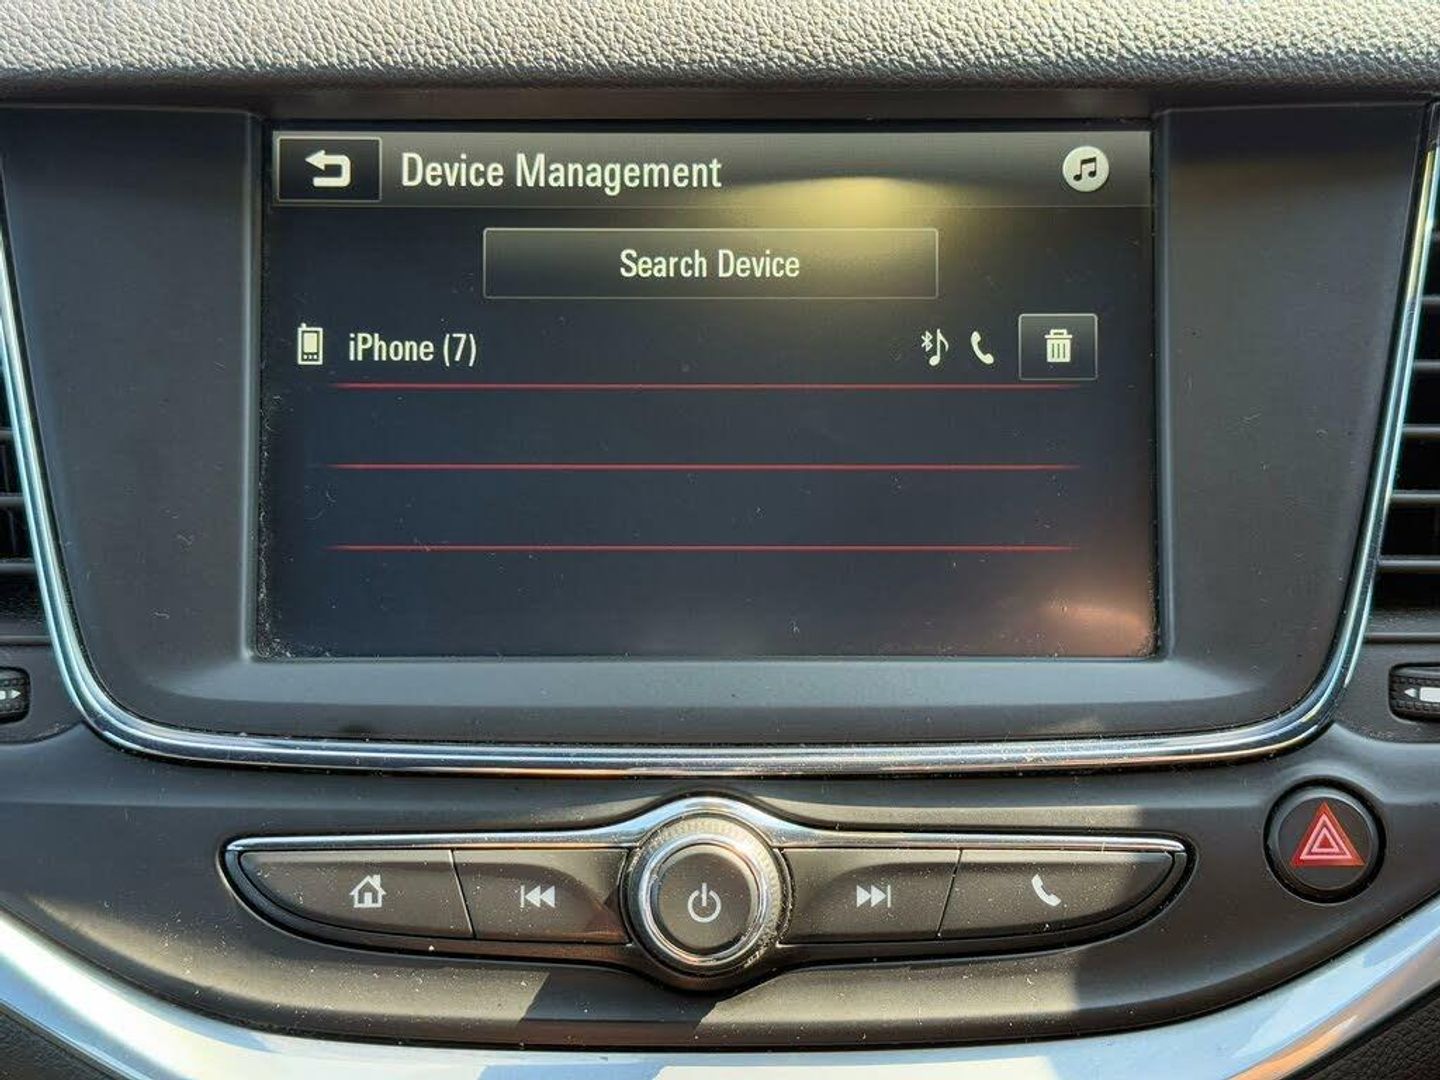 Device Management
Search Device
iPhone (7)